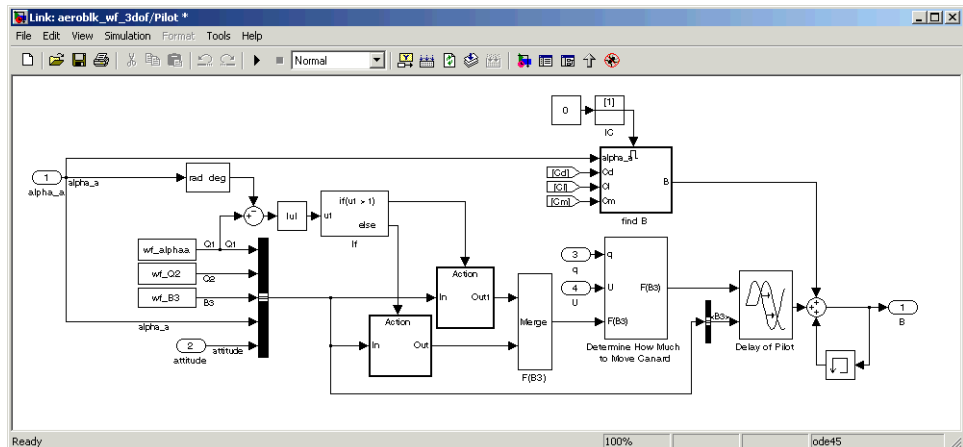 Link: aeroblk_wf_3dof/Pilot *
File Edit View Simulation Format Tools Help
Normal
0
[1]
IC
1
alpha_a
alpha_a
rad deg
alpha_a
[Cd]
Cd
[Cl]
Cl
[Cm]
Cm
B
find B
|u|
u1
if(u1 > 1)
else
If
wf_alphaa
Q1
Q1
wf_Q2
Q2
wf_B3
B3
alpha_a
2
attitude
attitude
Action
In
Out1
Action
In
Out
Merge
F(B3)
3
q
4
U
q
U
F(B3)
F(B3)
Determine How Much
to Move Canard
<B3>
Delay of Pilot
1
B
Ready
100%
ode45